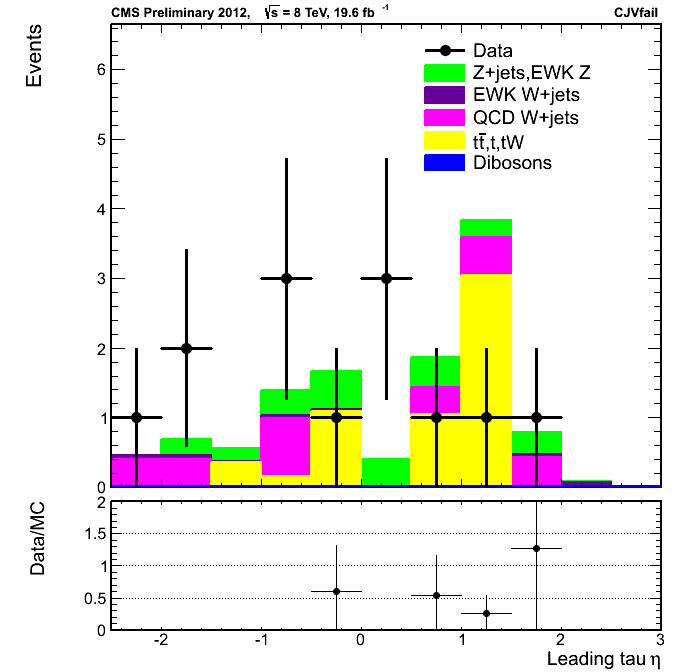 CMS Preliminary 2012, √s = 8 TeV, 19.6 fb⁻¹ CJVfail
Events
6
5
4
3
2
1
0
Data
Z+jets,EWK Z
EWK W+jets
QCD W+jets
tt̄,t,tW
Dibosons
Data/MC
2
1.5
1
0.5
0
-2 -1 0 1 2 3
Leading tau η